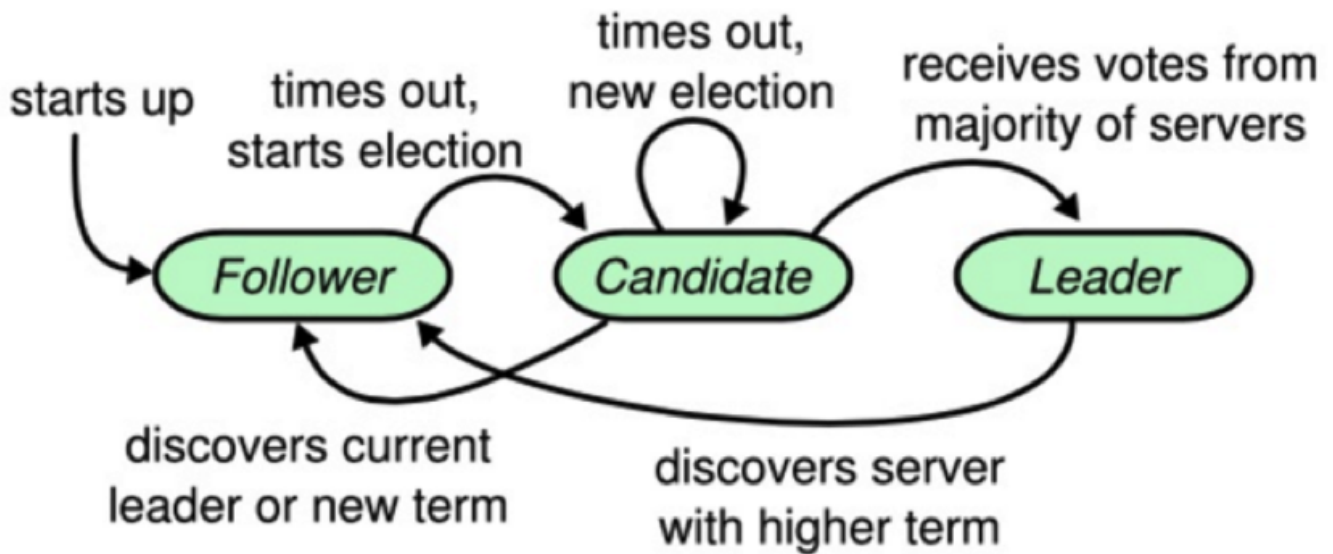 starts up
times out,
starts election
times out,
new election
receives votes from
majority of servers
Follower
Candidate
Leader
discovers current
leader or new term
discovers server
with higher term